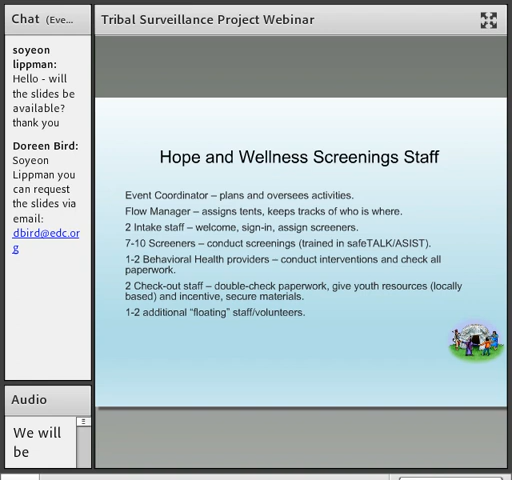 Chat (Eve...
Tribal Surveillance Project Webinar
soyeon
lippman:
Hello - will
the slides be
available?
thank you
Doreen Bird:
Soyeon
Lippman you
can request
the slides via
email:
dbird@edc.or
g
Hope and Wellness Screenings Staff
Event Coordinator – plans and oversees activities.
Flow Manager – assigns tents, keeps tracks of who is where.
2 Intake staff – welcome, sign-in, assign screeners.
7-10 Screeners – conduct screenings (trained in safeTALK/ASIST).
1-2 Behavioral Health providers – conduct interventions and check all
paperwork.
2 Check-out staff – double-check paperwork, give youth resources (locally
based) and incentive, secure materials.
1-2 additional “floating” staff/volunteers.
Audio
We will
be